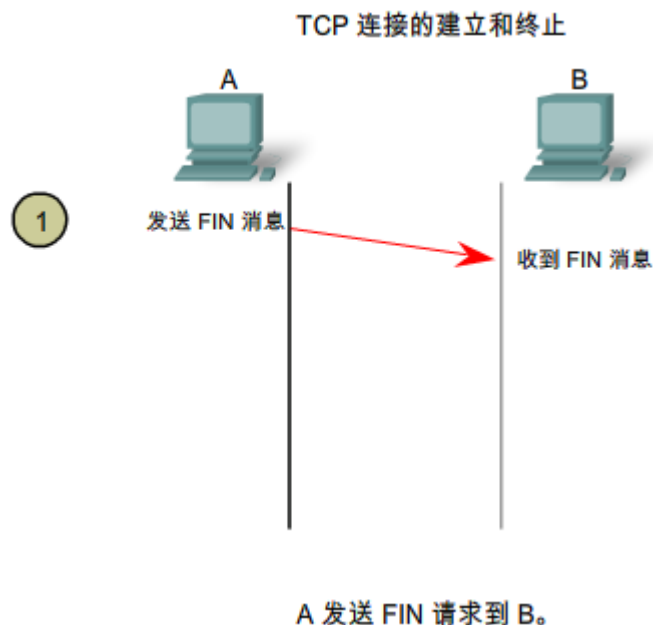 TCP 连接的建立和终止
A
B
1
发送 FIN 消息
收到 FIN 消息
A 发送 FIN 请求到 B。